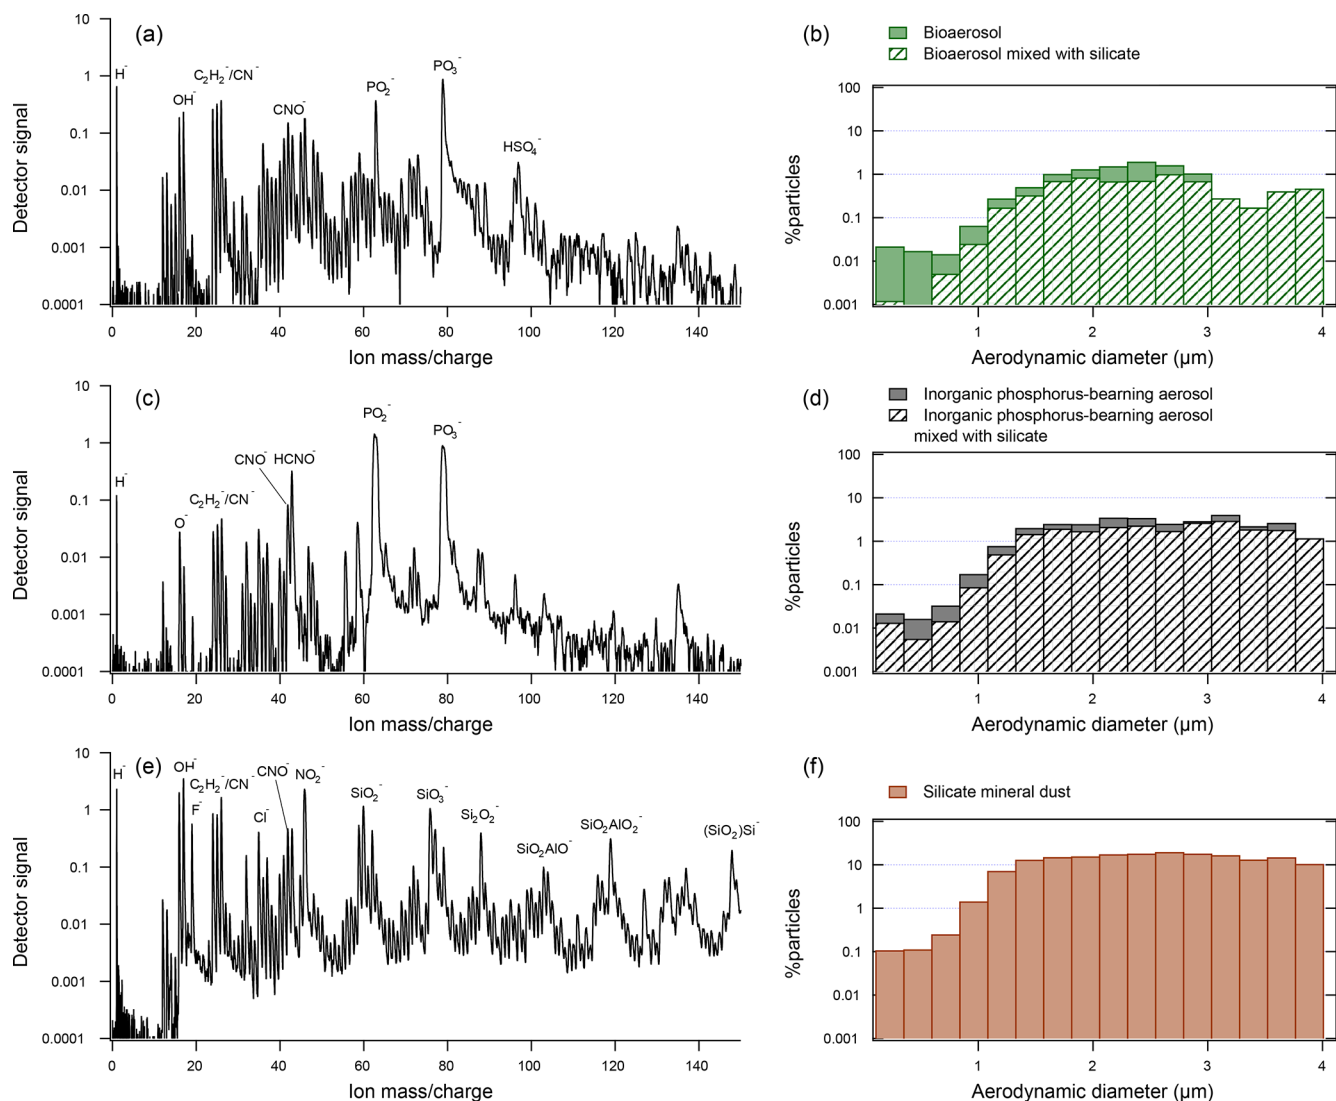 (a)
10
1
0.1
0.01
0.001
0.0001
Detector signal
H⁻
OH⁻
C₂H₂⁻/CN⁻
CNO⁻
PO₂⁻
PO₃⁻
HSO₄⁻
0 20 40 60 80 100 120 140
Ion mass/charge
(b)
Bioaerosol
Bioaerosol mixed with silicate
100
10
1
0.1
0.01
0.001
%particles
1 2 3 4
Aerodynamic diameter (µm)
(c)
10
1
0.1
0.01
0.001
0.0001
Detector signal
H⁻
O⁻
C₂H₂⁻/CN⁻
CNO⁻ HCNO⁻
PO₂⁻
PO₃⁻
0 20 40 60 80 100 120 140
Ion mass/charge
(d)
Inorganic phosphorus-bearning aerosol
Inorganic phosphorus-bearning aerosol
mixed with silicate
100
10
1
0.1
0.01
0.001
%particles
1 2 3 4
Aerodynamic diameter (µm)
(e)
10
1
0.1
0.01
0.001
0.0001
Detector signal
H⁻
OH⁻
F⁻
C₂H₂⁻/CN⁻
Cl⁻
CNO⁻
NO₂⁻
SiO₂⁻
SiO₃⁻
Si₂O₂⁻
SiO₂AlO⁻
SiO₂AlO₂⁻
(SiO₂)Si⁻
0 20 40 60 80 100 120 140
Ion mass/charge
(f)
Silicate mineral dust
100
10
1
0.1
0.01
0.001
%particles
1 2 3 4
Aerodynamic diameter (µm)